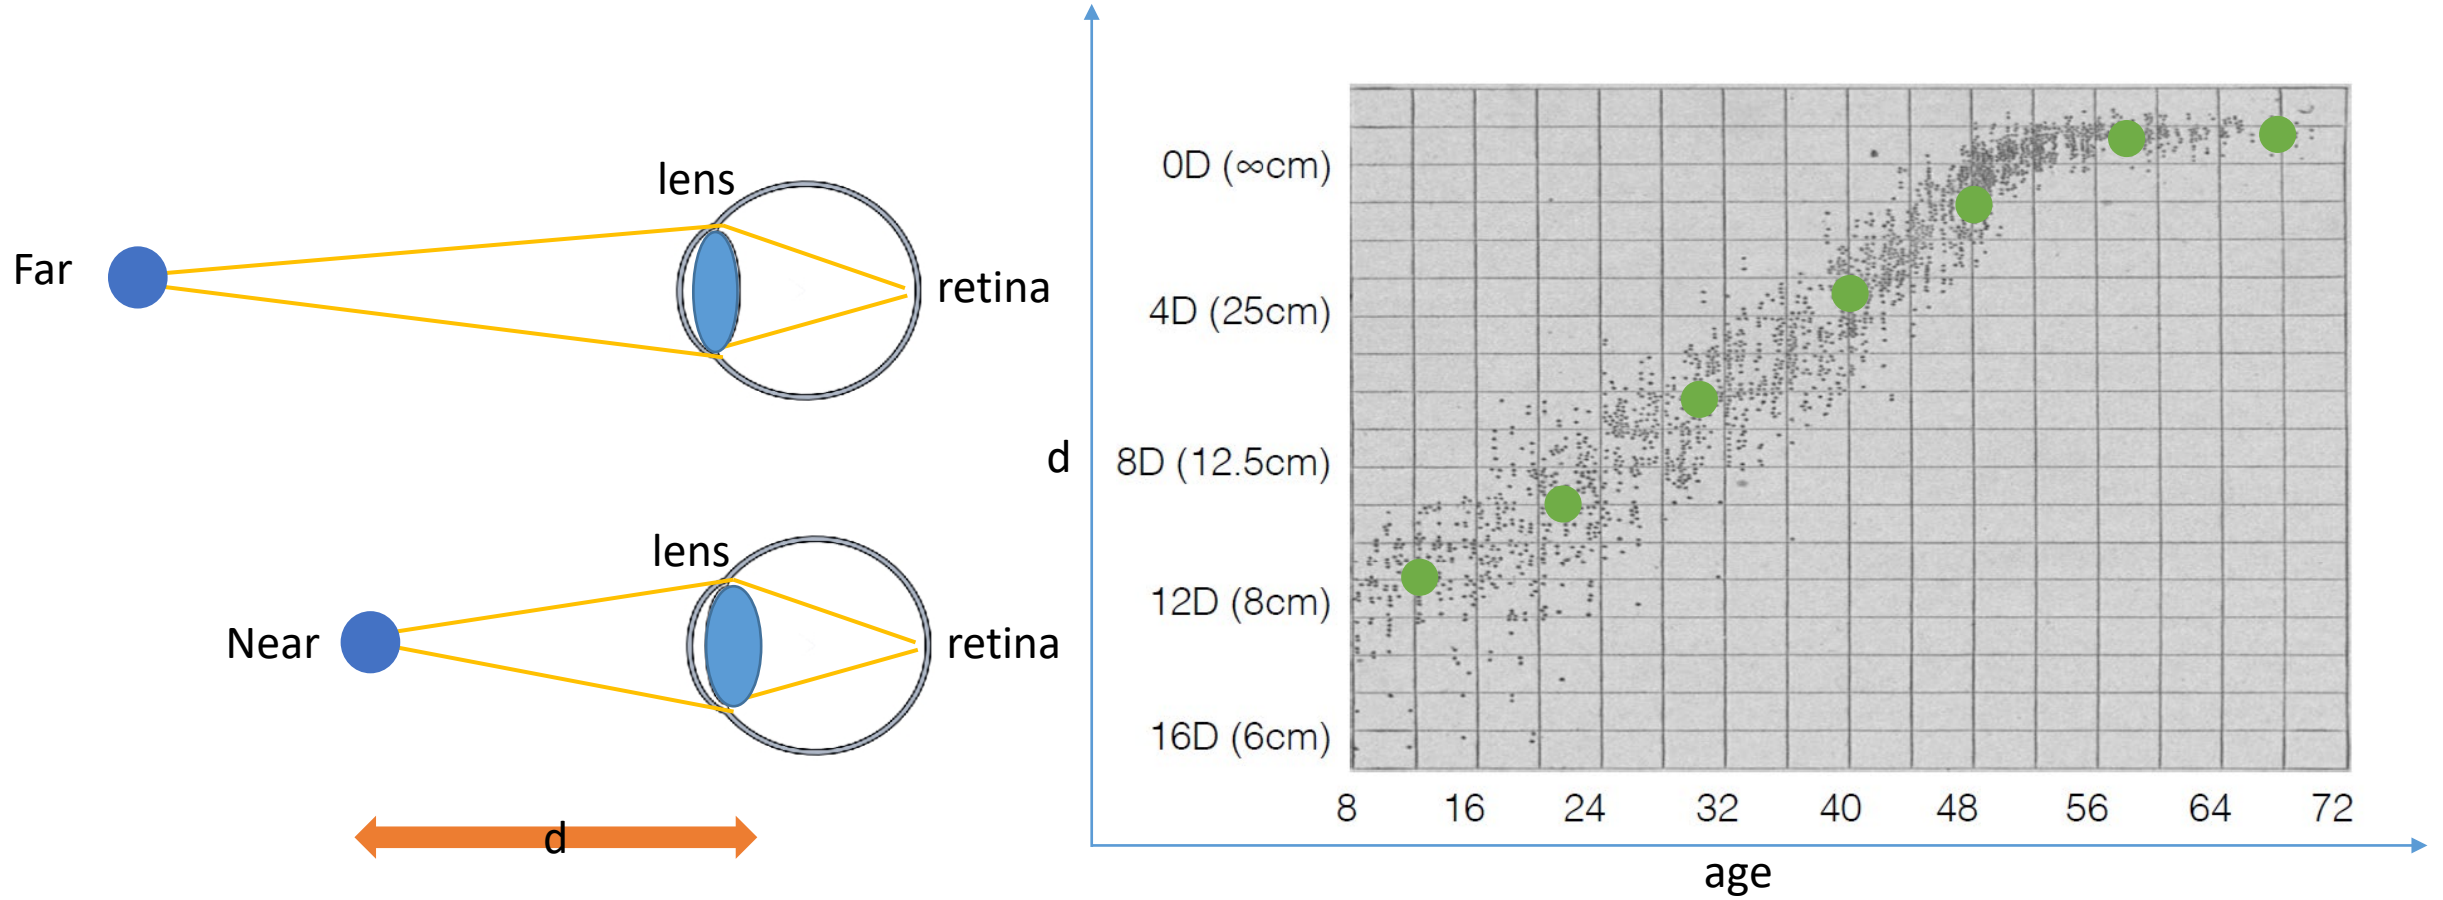 lens
Far
retina
lens
Near
retina
d
d
0D (∞cm)
4D (25cm)
8D (12.5cm)
12D (8cm)
16D (6cm)
8 16 24 32 40 48 56 64 72
age